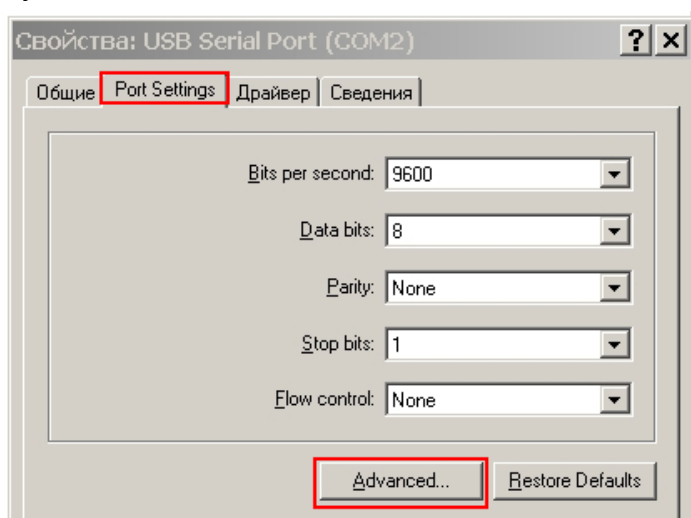 Свойства: USB Serial Port (COM2) ? ×
Общие Port Settings Драйвер Сведения
Bits per second: 9600
Data bits: 8
Parity: None
Stop bits: 1
Flow control: None
Advanced... Restore Defaults